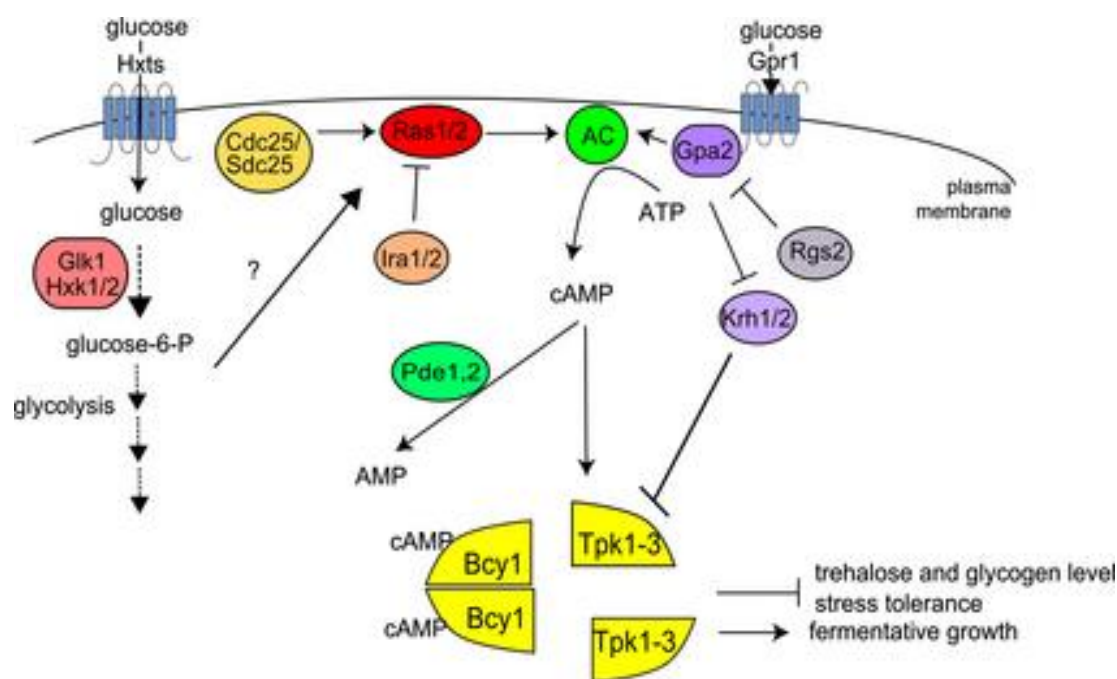 glucose
Hxts
glucose
Gpr1
Cdc25/
Sdc25
Ras1/2
AC
Gpa2
plasma
membrane
glucose
ATP
Rgs2
Glk1
Hxk1/2
?
Ira1/2
cAMP
Krh1/2
glucose-6-P
Pde1,2
glycolysis
AMP
cAMP
Bcy1
Tpk1-3
cAMP
Bcy1
Tpk1-3
trehalose and glycogen level
stress tolerance
fermentative growth